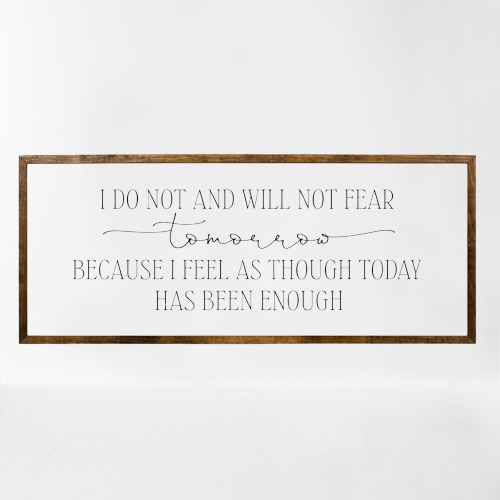 I DO NOT AND WILL NOT FEAR
tomorrow
BECAUSE I FEEL AS THOUGH TODAY
HAS BEEN ENOUGH